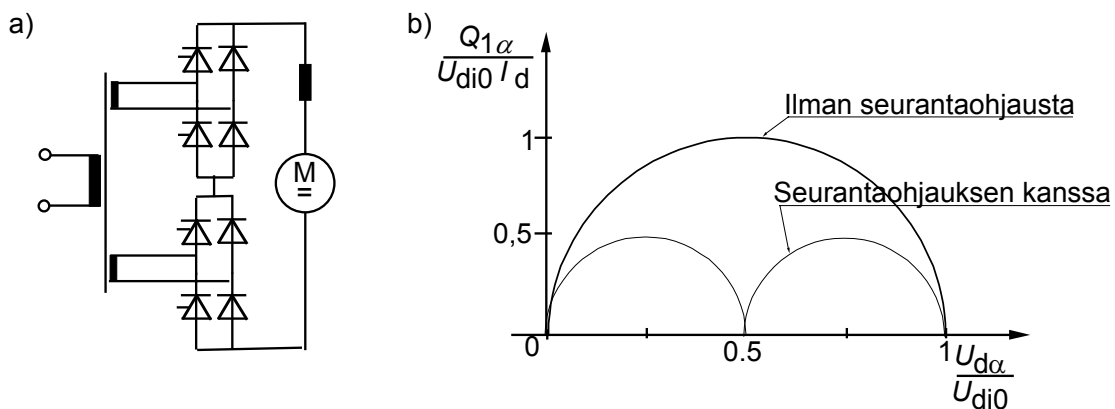 a)
M
=
b)
Q1α
Udi0 Id
Ilman seurantaohjausta
1
Seurantaohjauksen kanssa
0,5
0
0.5
1
Udα
Udi0